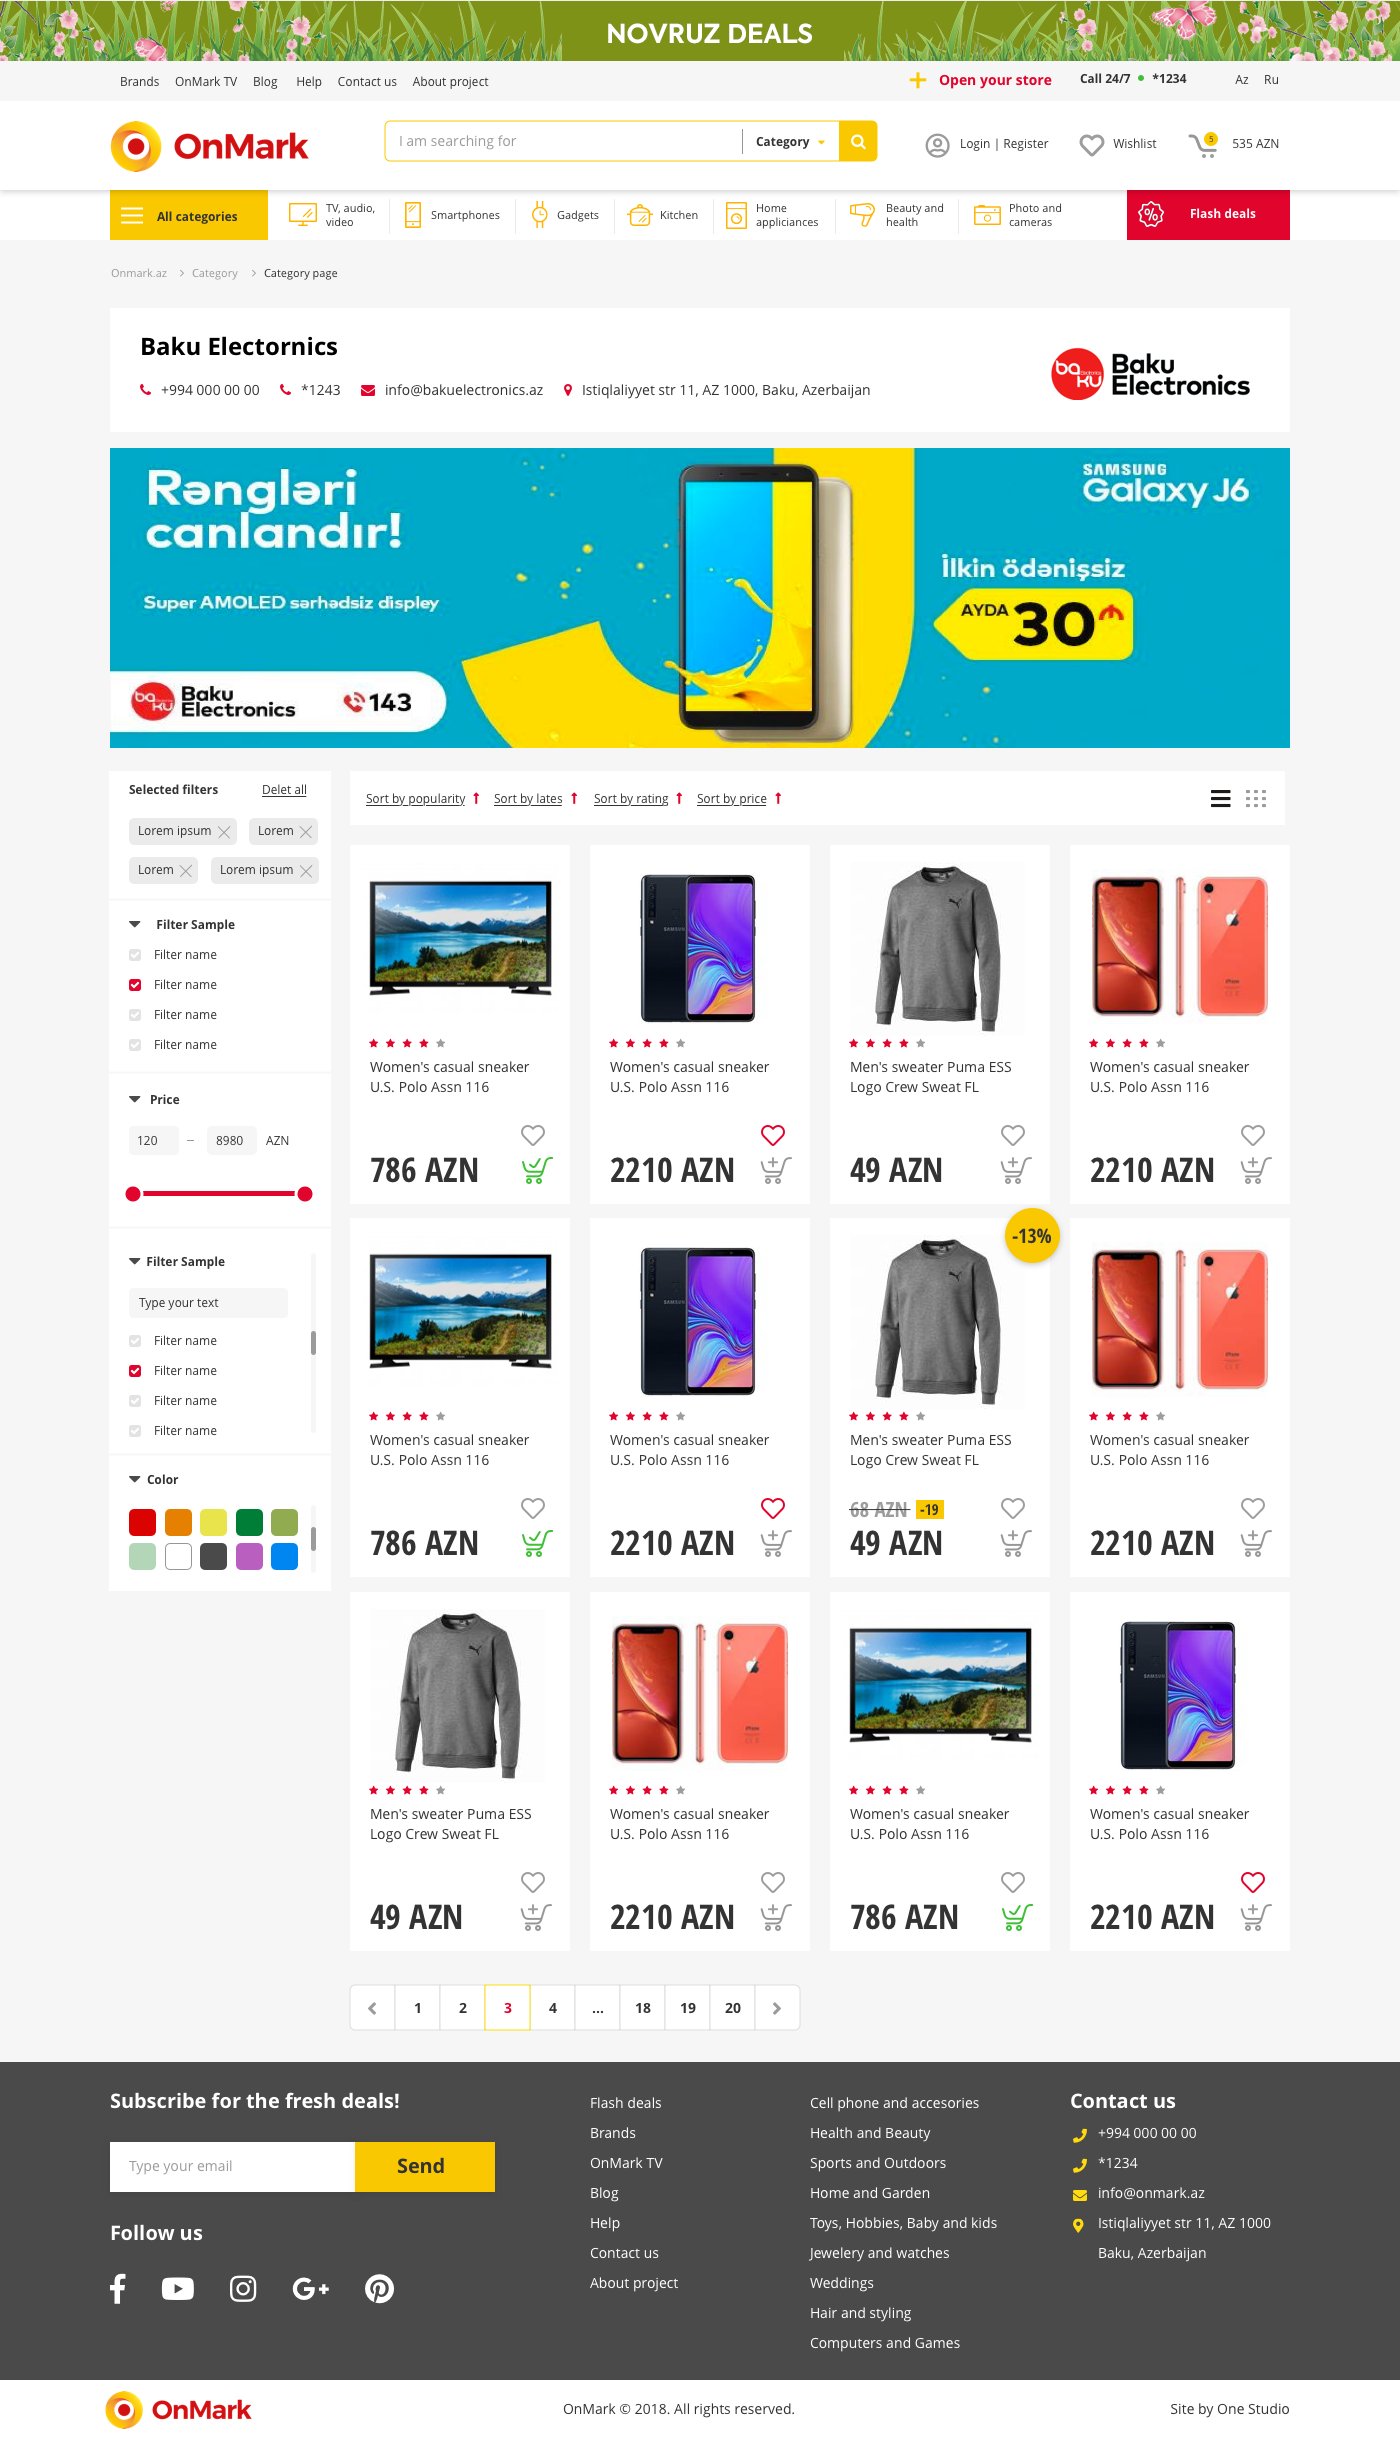 NOVRUZ DEALS
Brands OnMark TV Blog Help Contact us About project
Open your store Call 24/7 *1234 Az Ru
OnMark
I am searching for Category
Login | Register Wishlist 5 535 AZN
All categories
TV, audio,
video
Smartphones
Gadgets
Kitchen
Home
appliciances
Beauty and
health
Photo and
cameras
Flash deals
Onmark.az Category Category page
Baku Electornics
+994 000 00 00 *1243 info@bakuelectronics.az Istiqlaliyyet str 11, AZ 1000, Baku, Azerbaijan
Baku
Electronics
Rəngləri
canlandır!
Super AMOLED sərhədsiz displey
SAMSUNG
Galaxy J6
İlkin ödənişsiz
AYDA 30
Baku
Electronics
143
Selected filters Delet all
Lorem ipsum Lorem
Lorem Lorem ipsum
Filter Sample
Filter name
Filter name
Filter name
Filter name
Price
120 – 8980 AZN
Filter Sample
Type your text
Filter name
Filter name
Filter name
Filter name
Color
Sort by popularity Sort by lates Sort by rating Sort by price
Women's casual sneaker
U.S. Polo Assn 116
786 AZN
SAMSUNG
Women's casual sneaker
U.S. Polo Assn 116
2210 AZN
Men's sweater Puma ESS
Logo Crew Sweat FL
49 AZN
Women's casual sneaker
U.S. Polo Assn 116
2210 AZN
Women's casual sneaker
U.S. Polo Assn 116
786 AZN
SAMSUNG
Women's casual sneaker
U.S. Polo Assn 116
2210 AZN
-13%
Men's sweater Puma ESS
Logo Crew Sweat FL
68 AZN -19
49 AZN
Women's casual sneaker
U.S. Polo Assn 116
2210 AZN
Men's sweater Puma ESS
Logo Crew Sweat FL
49 AZN
Women's casual sneaker
U.S. Polo Assn 116
2210 AZN
Women's casual sneaker
U.S. Polo Assn 116
786 AZN
SAMSUNG
Women's casual sneaker
U.S. Polo Assn 116
2210 AZN
1 2 3 4 ... 18 19 20
Subscribe for the fresh deals!
Type your email Send
Follow us
Flash deals
Brands
OnMark TV
Blog
Help
Contact us
About project
Cell phone and accesories
Health and Beauty
Sports and Outdoors
Home and Garden
Toys, Hobbies, Baby and kids
Jewelery and watches
Weddings
Hair and styling
Computers and Games
Contact us
+994 000 00 00
*1234
info@onmark.az
Istiqlaliyyet str 11, AZ 1000
Baku, Azerbaijan
OnMark
OnMark © 2018. All rights reserved.
Site by One Studio